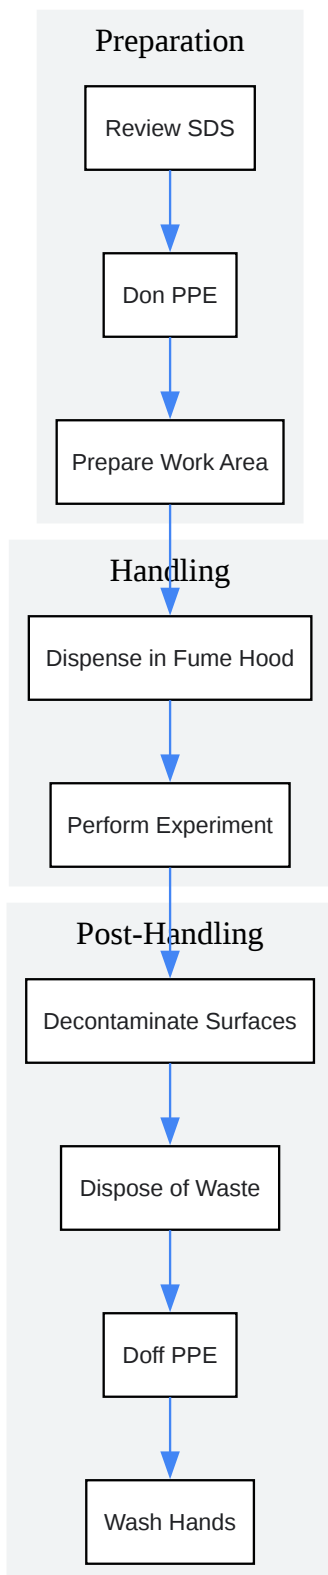 Preparation
Review SDS
Don PPE
Prepare Work Area
Handling
Dispense in Fume Hood
Perform Experiment
Post-Handling
Decontaminate Surfaces
Dispose of Waste
Doff PPE
Wash Hands